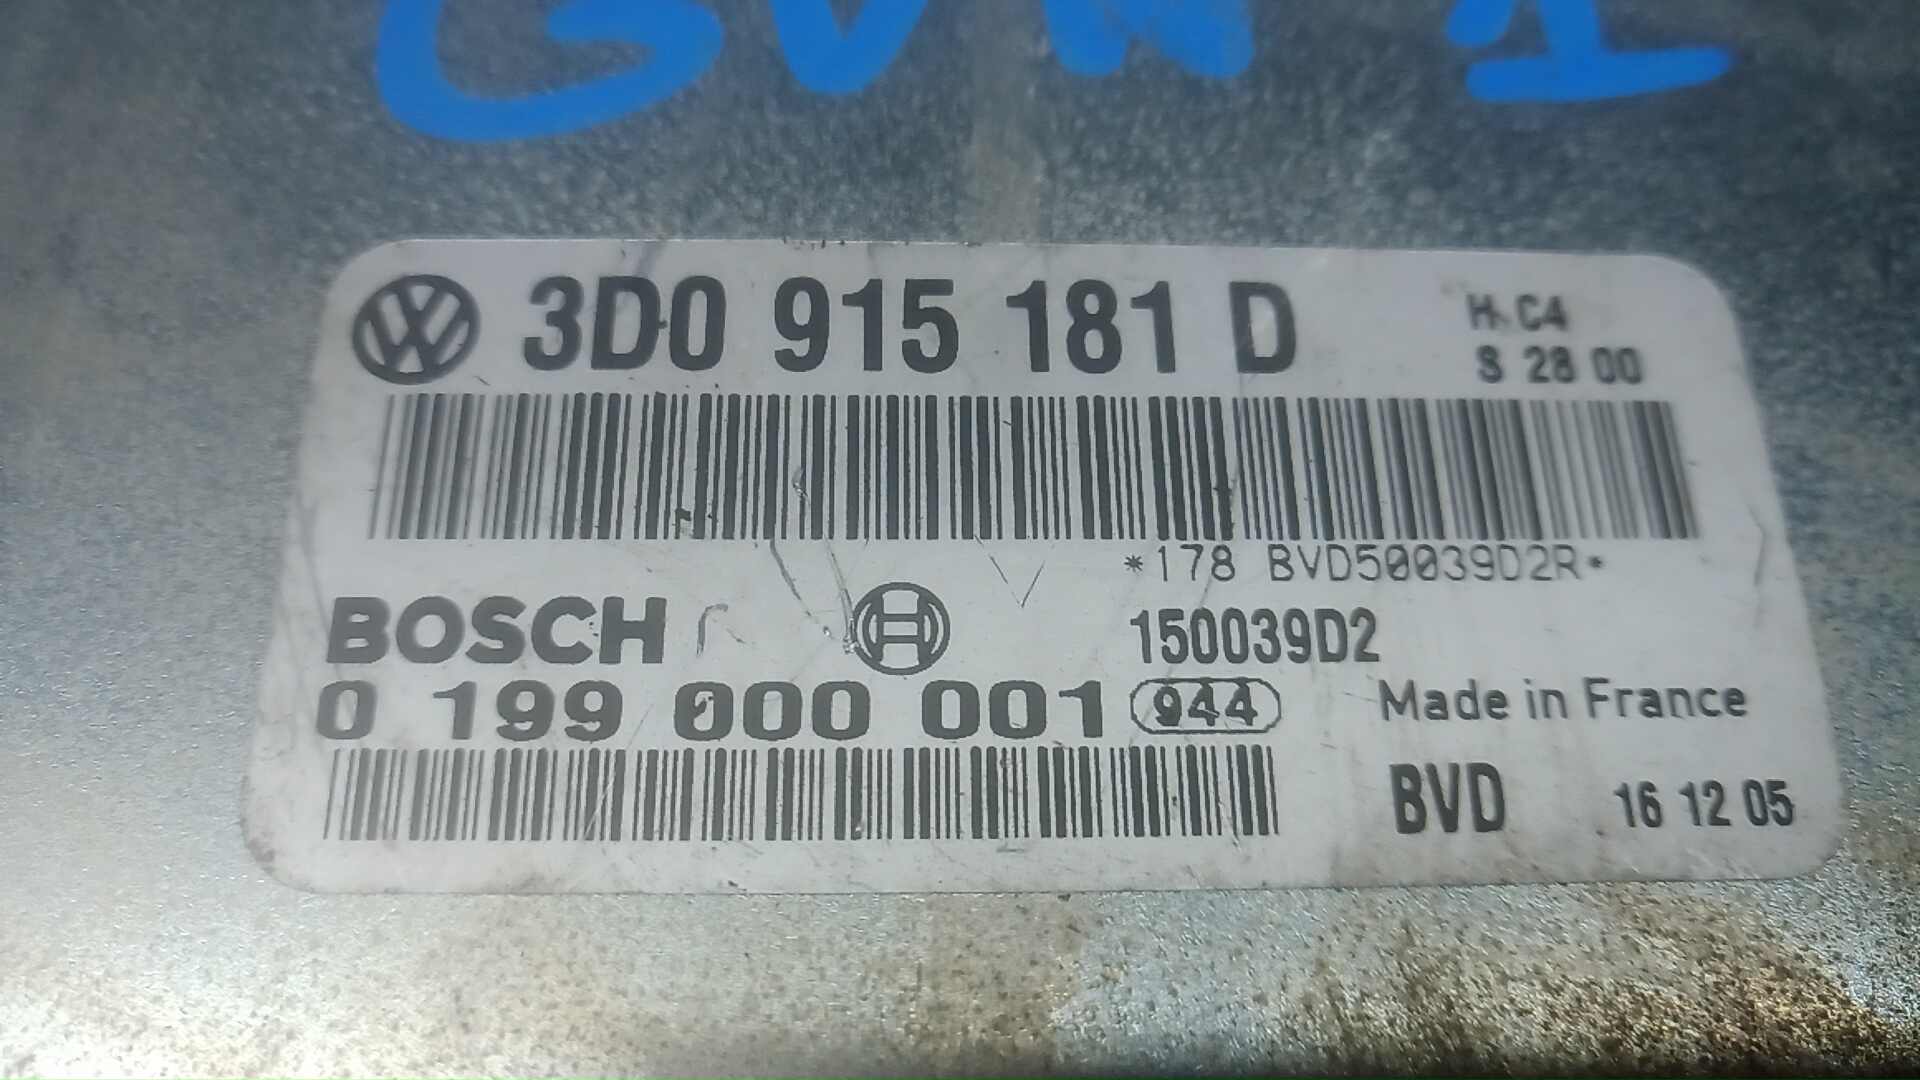 3D0 915 181 D
H C4
S 28 00
*178 BVD50039D2R*
BOSCH
150039D2
0 199 000 001 944
Made in France
BVD 16 12 05